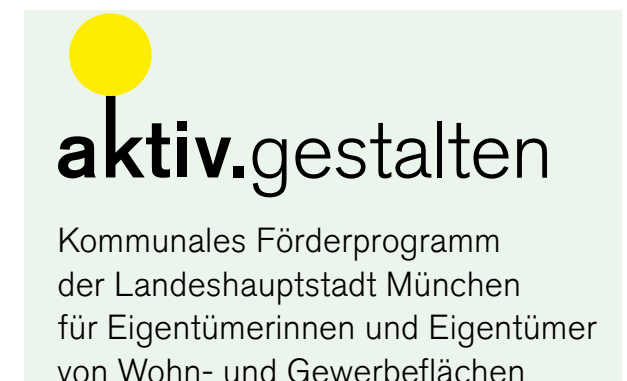 aktiv.gestalten
Kommunales Förderprogramm
der Landeshauptstadt München
für Eigentümerinnen und Eigentümer
von Wohn- und Gewerbeflächen